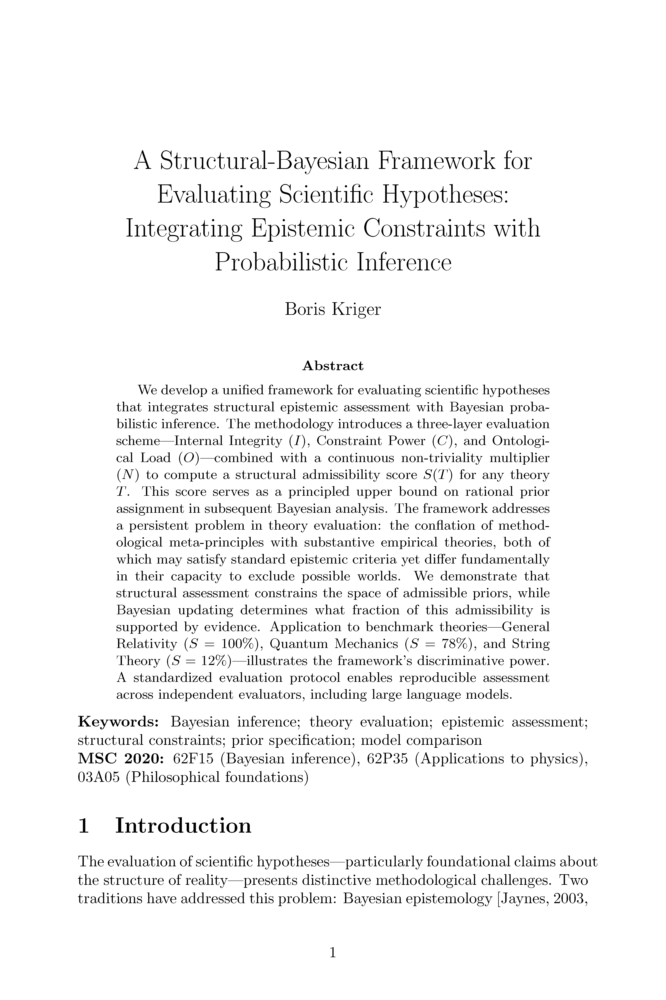 A Structural-Bayesian Framework for
Evaluating Scientific Hypotheses:
Integrating Epistemic Constraints with
Probabilistic Inference
Boris Kriger
Abstract
We develop a unified framework for evaluating scientific hypotheses
that integrates structural epistemic assessment with Bayesian proba-
bilistic inference. The methodology introduces a three-layer evaluation
scheme—Internal Integrity (I), Constraint Power (C), and Ontologi-
cal Load (O)—combined with a continuous non-triviality multiplier
(N) to compute a structural admissibility score S(T) for any theory
T. This score serves as a principled upper bound on rational prior
assignment in subsequent Bayesian analysis. The framework addresses
a persistent problem in theory evaluation: the conflation of method-
ological meta-principles with substantive empirical theories, both of
which may satisfy standard epistemic criteria yet differ fundamentally
in their capacity to exclude possible worlds. We demonstrate that
structural assessment constrains the space of admissible priors, while
Bayesian updating determines what fraction of this admissibility is
supported by evidence. Application to benchmark theories—General
Relativity (S = 100%), Quantum Mechanics (S = 78%), and String
Theory (S = 12%)—illustrates the framework's discriminative power.
A standardized evaluation protocol enables reproducible assessment
across independent evaluators, including large language models.
Keywords: Bayesian inference; theory evaluation; epistemic assessment;
structural constraints; prior specification; model comparison
MSC 2020: 62F15 (Bayesian inference), 62P35 (Applications to physics),
03A05 (Philosophical foundations)
1 Introduction
The evaluation of scientific hypotheses—particularly foundational claims about
the structure of reality—presents distinctive methodological challenges. Two
traditions have addressed this problem: Bayesian epistemology [Jaynes, 2003,
1